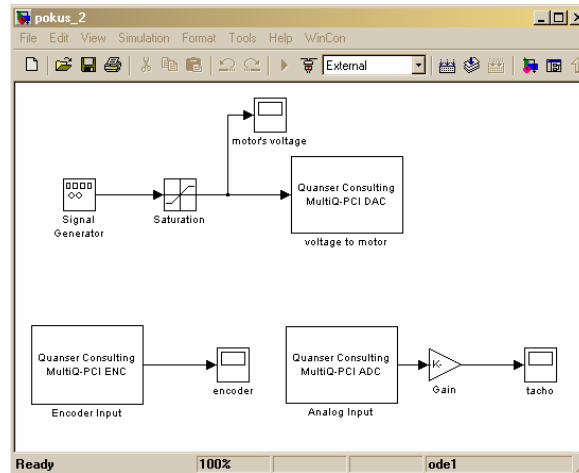 pokus_2
File Edit View Simulation Format Tools Help WinCon
External
motor's voltage
Signal
Generator
Saturation
Quanser Consulting
MultiQ-PCI DAC
voltage to motor
Quanser Consulting
MultiQ-PCI ENC
Encoder Input
encoder
Quanser Consulting
MultiQ-PCI ADC
Analog Input
K-
Gain
tacho
Ready 100% ode1